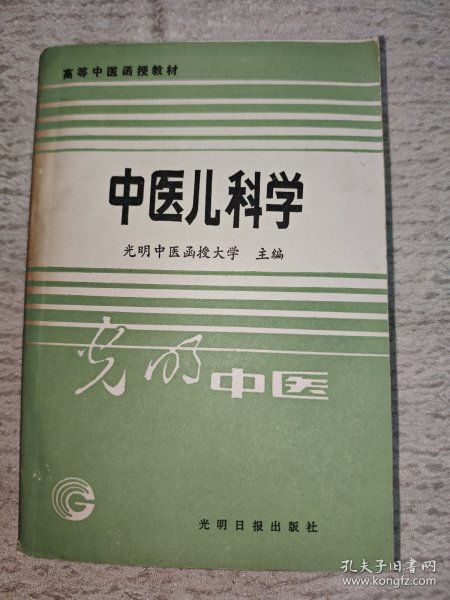 高等中医函授教材
中医儿科学
光明中医函授大学 主编
光明中医
光明日报出版社
孔夫子旧书网
www.kongfz.com